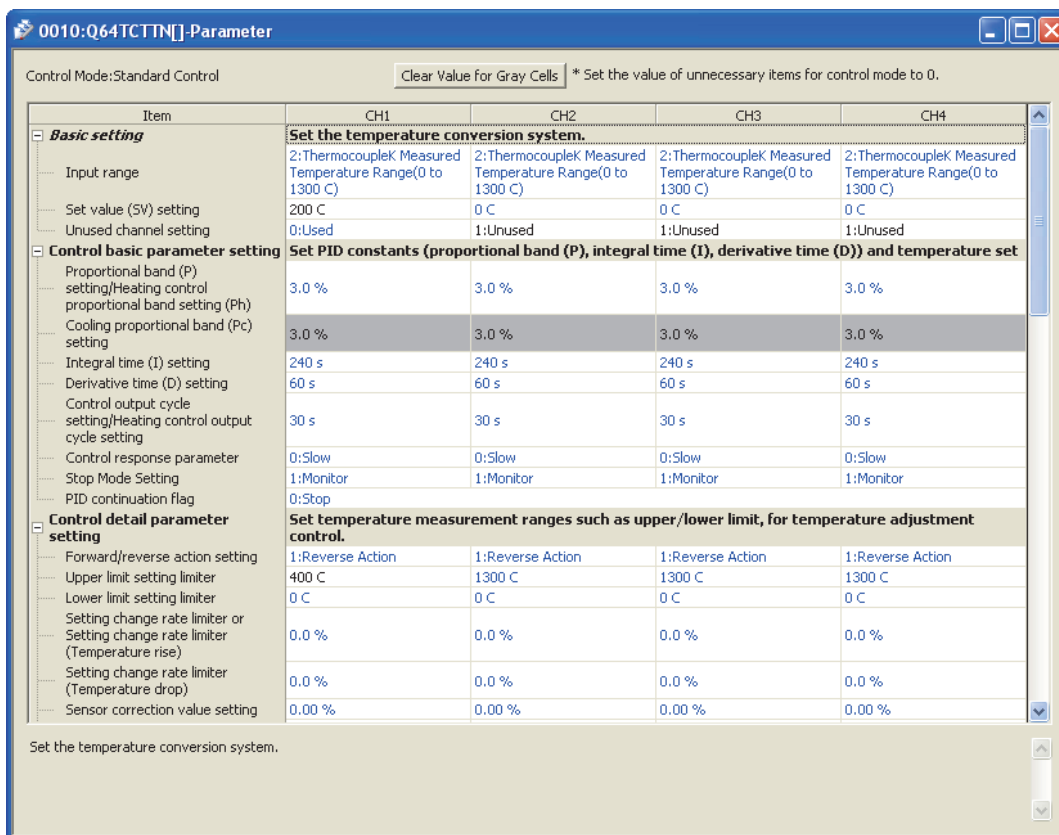 0010:Q64TCTTN[]-Parameter
Control Mode:Standard Control
Clear Value for Gray Cells
* Set the value of unnecessary items for control mode to 0.
Item CH1 CH2 CH3 CH4
Basic setting Set the temperature conversion system.
Input range 2:ThermocoupleK Measured Temperature Range(0 to 1300 C) 2:ThermocoupleK Measured Temperature Range(0 to 1300 C) 2:ThermocoupleK Measured Temperature Range(0 to 1300 C) 2:ThermocoupleK Measured Temperature Range(0 to 1300 C)
Set value (SV) setting 200 C 0 C 0 C 0 C
Unused channel setting 0:Used 1:Unused 1:Unused 1:Unused
Control basic parameter setting Set PID constants (proportional band (P), integral time (I), derivative time (D)) and temperature set
Proportional band (P) setting/Heating control proportional band setting (Ph) 3.0 % 3.0 % 3.0 % 3.0 %
Cooling proportional band (Pc) setting 3.0 % 3.0 % 3.0 % 3.0 %
Integral time (I) setting 240 s 240 s 240 s 240 s
Derivative time (D) setting 60 s 60 s 60 s 60 s
Control output cycle setting/Heating control output cycle setting 30 s 30 s 30 s 30 s
Control response parameter 0:Slow 0:Slow 0:Slow 0:Slow
Stop Mode Setting 1:Monitor 1:Monitor 1:Monitor 1:Monitor
PID continuation flag 0:Stop
Control detail parameter setting Set temperature measurement ranges such as upper/lower limit, for temperature adjustment control.
Forward/reverse action setting 1:Reverse Action 1:Reverse Action 1:Reverse Action 1:Reverse Action
Upper limit setting limiter 400 C 1300 C 1300 C 1300 C
Lower limit setting limiter 0 C 0 C 0 C 0 C
Setting change rate limiter or Setting change rate limiter (Temperature rise) 0.0 % 0.0 % 0.0 % 0.0 %
Setting change rate limiter (Temperature drop) 0.0 % 0.0 % 0.0 % 0.0 %
Sensor correction value setting 0.00 % 0.00 % 0.00 % 0.00 %
Set the temperature conversion system.